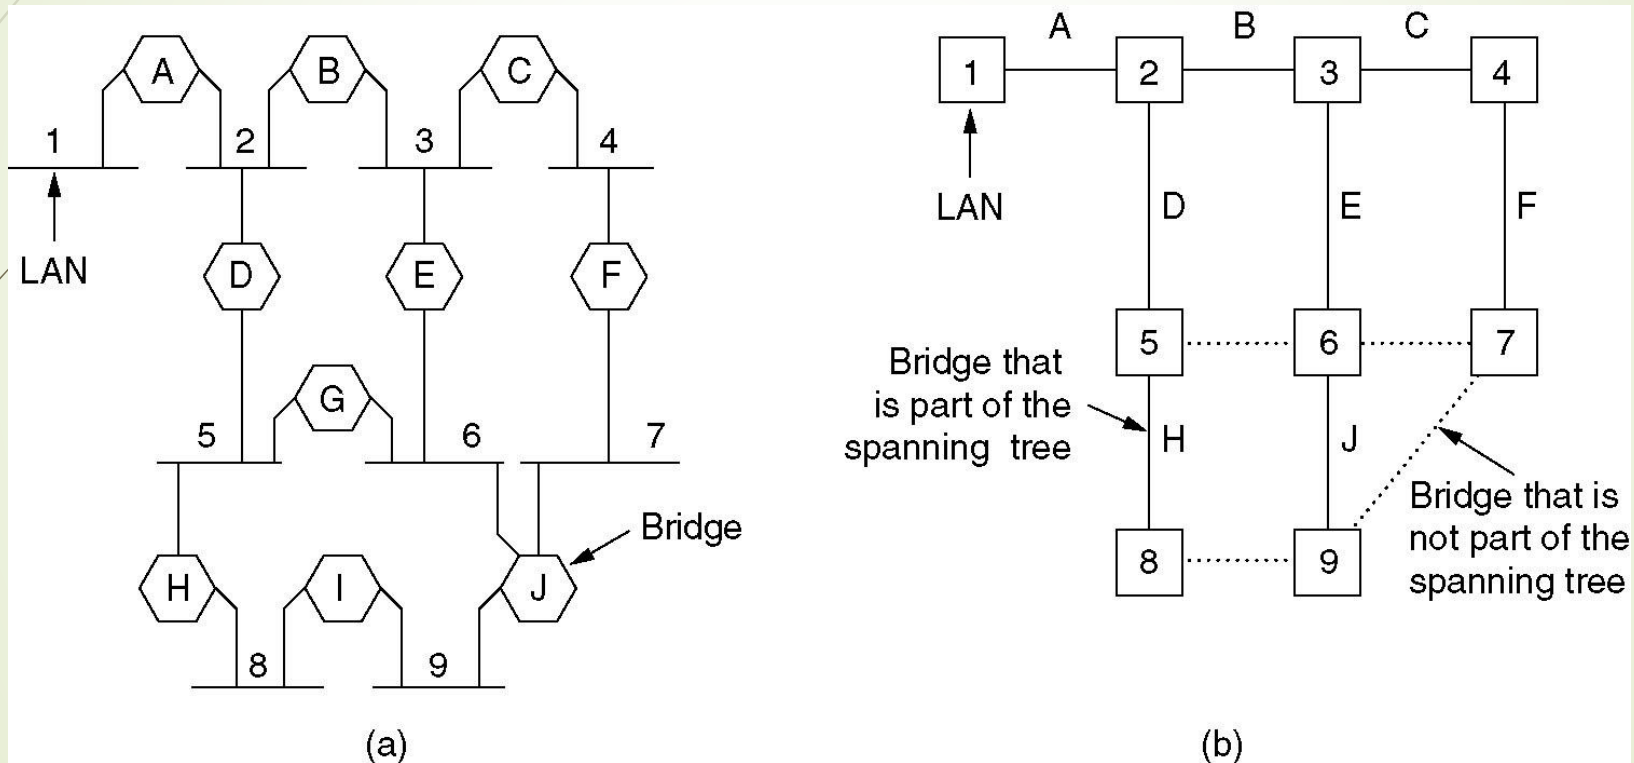 A
B
C
1
2
3
4
LAN
D
E
F
G
5
6
7
Bridge
H
I
J
8
9
(a)
A
B
C
1
2
3
4
LAN
D
E
F
5
6
7
Bridge that
is part of the
spanning tree
H
J
Bridge that is
not part of the
spanning tree
8
9
(b)